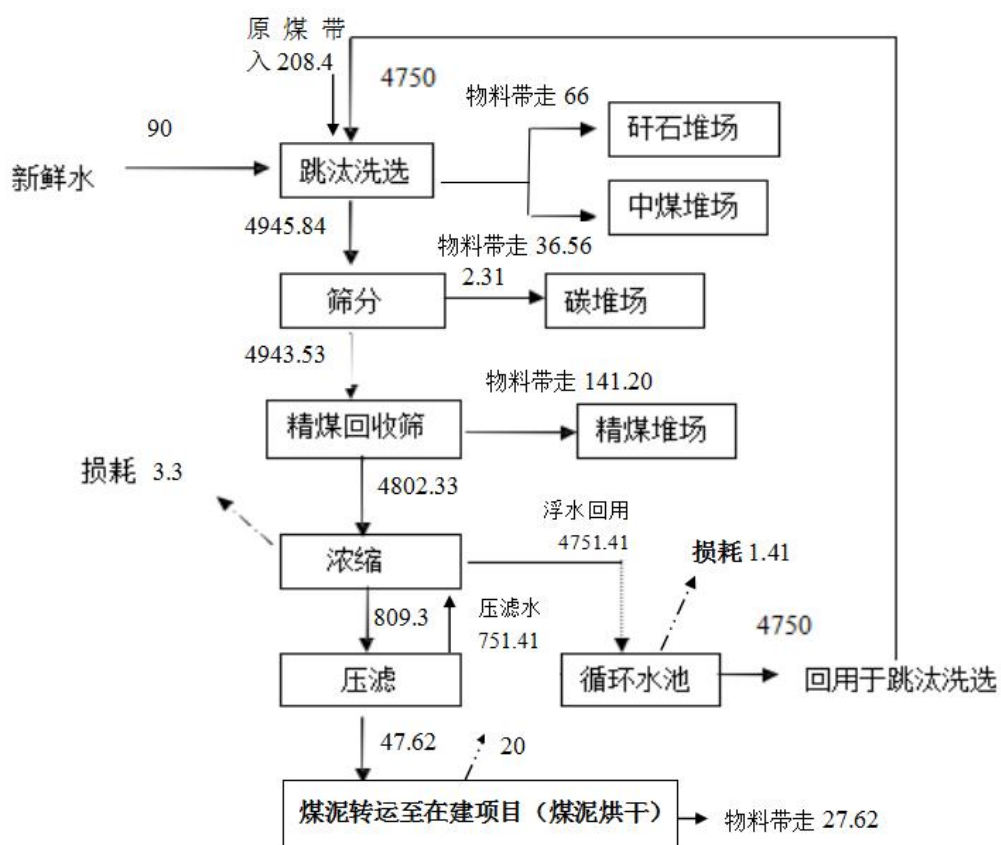 原煤带
入 208.4
4750
物料带走 66
矸石堆场
90
新鲜水
跳汰洗选
中煤堆场
4945.84
物料带走 36.56
2.31
筛分
碳堆场
4943.53
物料带走 141.20
精煤回收筛
精煤堆场
损耗 3.3
4802.33
浮水回用
4751.41
损耗 1.41
浓缩
809.3
压滤水
751.41
4750
压滤
循环水池
回用于跳汰洗选
47.62
20
煤泥转运至在建项目（煤泥烘干）
物料带走 27.62